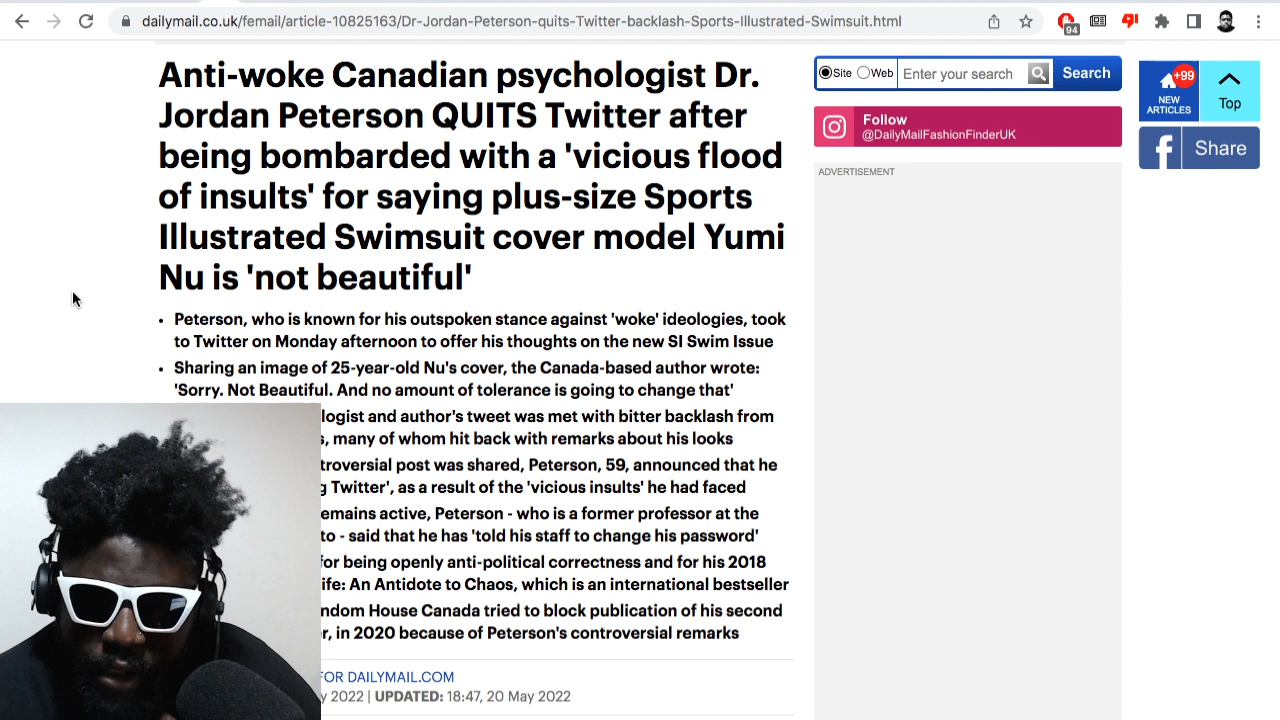 dailymail.co.uk/femail/article-10825163/Dr-Jordan-Peterson-quits-Twitter-backlash-Sports-Illustrated-Swimsuit.html
94
Anti-woke Canadian psychologist Dr.
Jordan Peterson QUITS Twitter after
being bombarded with a 'vicious flood
of insults' for saying plus-size Sports
Illustrated Swimsuit cover model Yumi
Nu is 'not beautiful'
• Peterson, who is known for his outspoken stance against 'woke' ideologies, took
to Twitter on Monday afternoon to offer his thoughts on the new SI Swim Issue
• Sharing an image of 25-year-old Nu's cover, the Canada-based author wrote:
'Sorry. Not Beautiful. And no amount of tolerance is going to change that'
logist and author's tweet was met with bitter backlash from
s, many of whom hit back with remarks about his looks
troversial post was shared, Peterson, 59, announced that he
g Twitter', as a result of the 'vicious insults' he had faced
emains active, Peterson - who is a former professor at the
to - said that he has 'told his staff to change his password'
for being openly anti-political correctness and for his 2018
ife: An Antidote to Chaos, which is an international bestseller
ndom House Canada tried to block publication of his second
r, in 2020 because of Peterson's controversial remarks
FOR DAILYMAIL.COM
y 2022 | UPDATED: 18:47, 20 May 2022
Site Web Enter your search Search
Follow
@DailyMailFashionFinderUK
ADVERTISEMENT
+99
NEW
ARTICLES
Top
Share